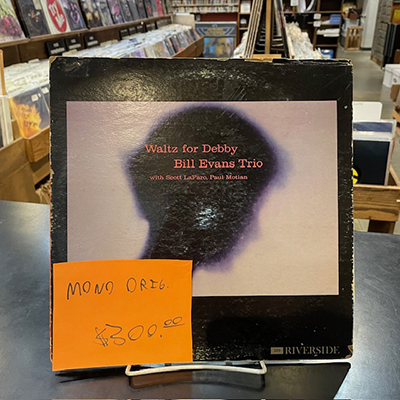 Waltz for Debby
Bill Evans Trio
with Scott LaFaro, Paul Motian
MONO ORIG.
$300.00
RIVERSIDE